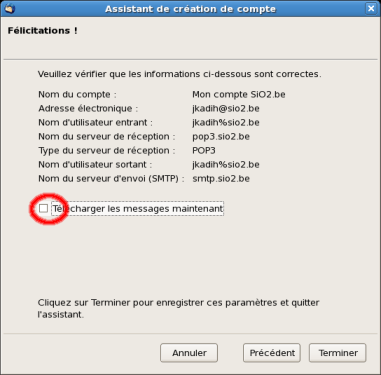 Assistant de création de compte
Félicitations !
Veuillez vérifier que les informations ci-dessous sont correctes.
Nom du compte : Mon compte SiO2.be
Adresse électronique : jkadih@sio2.be
Nom d'utilisateur entrant : jkadih%sio2.be
Nom du serveur de réception : pop3.sio2.be
Type du serveur de réception : POP3
Nom d'utilisateur sortant : jkadih%sio2.be
Nom du serveur d'envoi (SMTP) : smtp.sio2.be
Télécharger les messages maintenant
Cliquez sur Terminer pour enregistrer ces paramètres et quitter
l'assistant.
Annuler Précédent Terminer